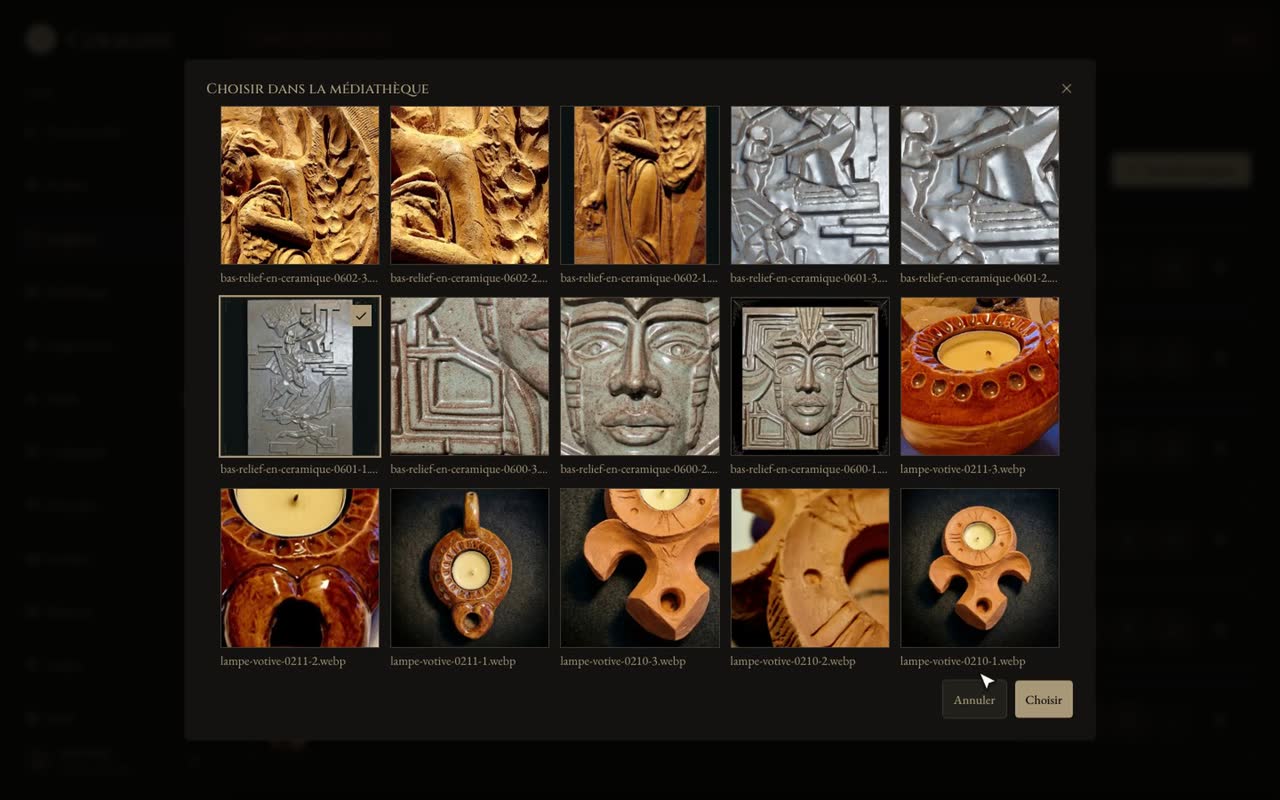 Choisir dans la médiathèque
bas-relief-en-ceramique-0602-3....
bas-relief-en-ceramique-0602-2....
bas-relief-en-ceramique-0602-1....
bas-relief-en-ceramique-0601-3....
bas-relief-en-ceramique-0601-2....
bas-relief-en-ceramique-0601-1....
bas-relief-en-ceramique-0600-3....
bas-relief-en-ceramique-0600-2....
bas-relief-en-ceramique-0600-1....
lampe-votive-0211-3.webp
lampe-votive-0211-2.webp
lampe-votive-0211-1.webp
lampe-votive-0210-3.webp
lampe-votive-0210-2.webp
lampe-votive-0210-1.webp
Annuler
Choisir